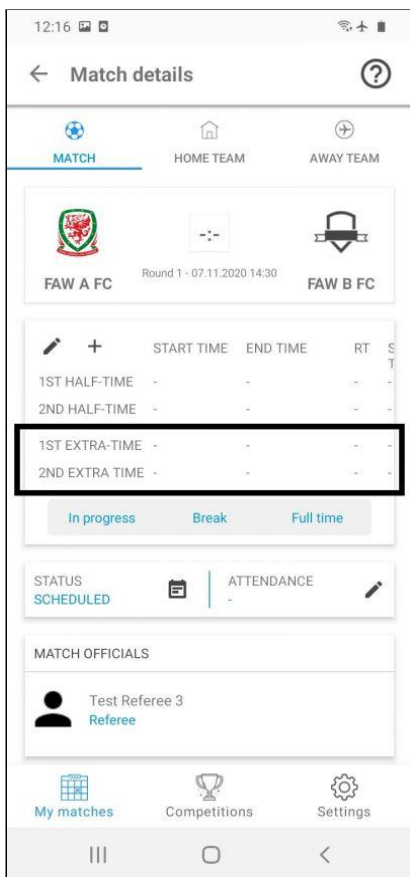 12:16
Match details
MATCH HOME TEAM AWAY TEAM
-:-
Round 1 - 07.11.2020 14:30
FAW A FC FAW B FC
START TIME END TIME RT S
T
1ST HALF-TIME - - - -
2ND HALF-TIME - - - -
1ST EXTRA-TIME - - - -
2ND EXTRA TIME - - - -
In progress Break Full time
STATUS ATTENDANCE
SCHEDULED -
MATCH OFFICIALS
Test Referee 3
Referee
My matches Competitions Settings